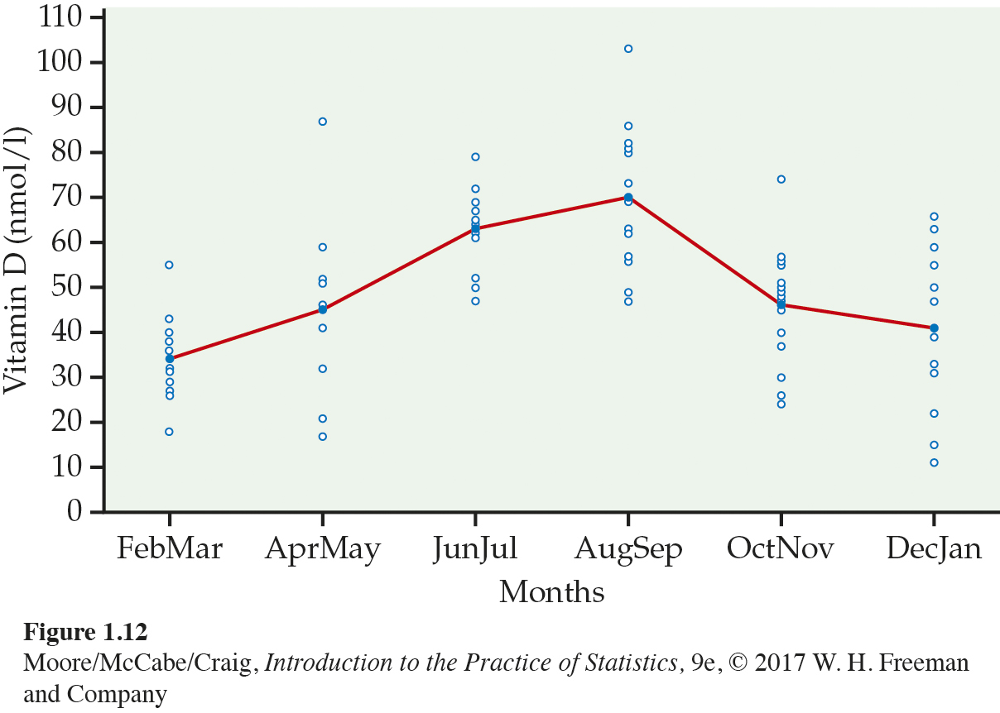 110
100
90
80
70
60
50
40
30
20
10
0
Vitamin D (nmol/l)
FebMar AprMay JunJul AugSep OctNov DecJan
Months
Figure 1.12
Moore/McCabe/Craig, Introduction to the Practice of Statistics, 9e, © 2017 W. H. Freeman
and Company